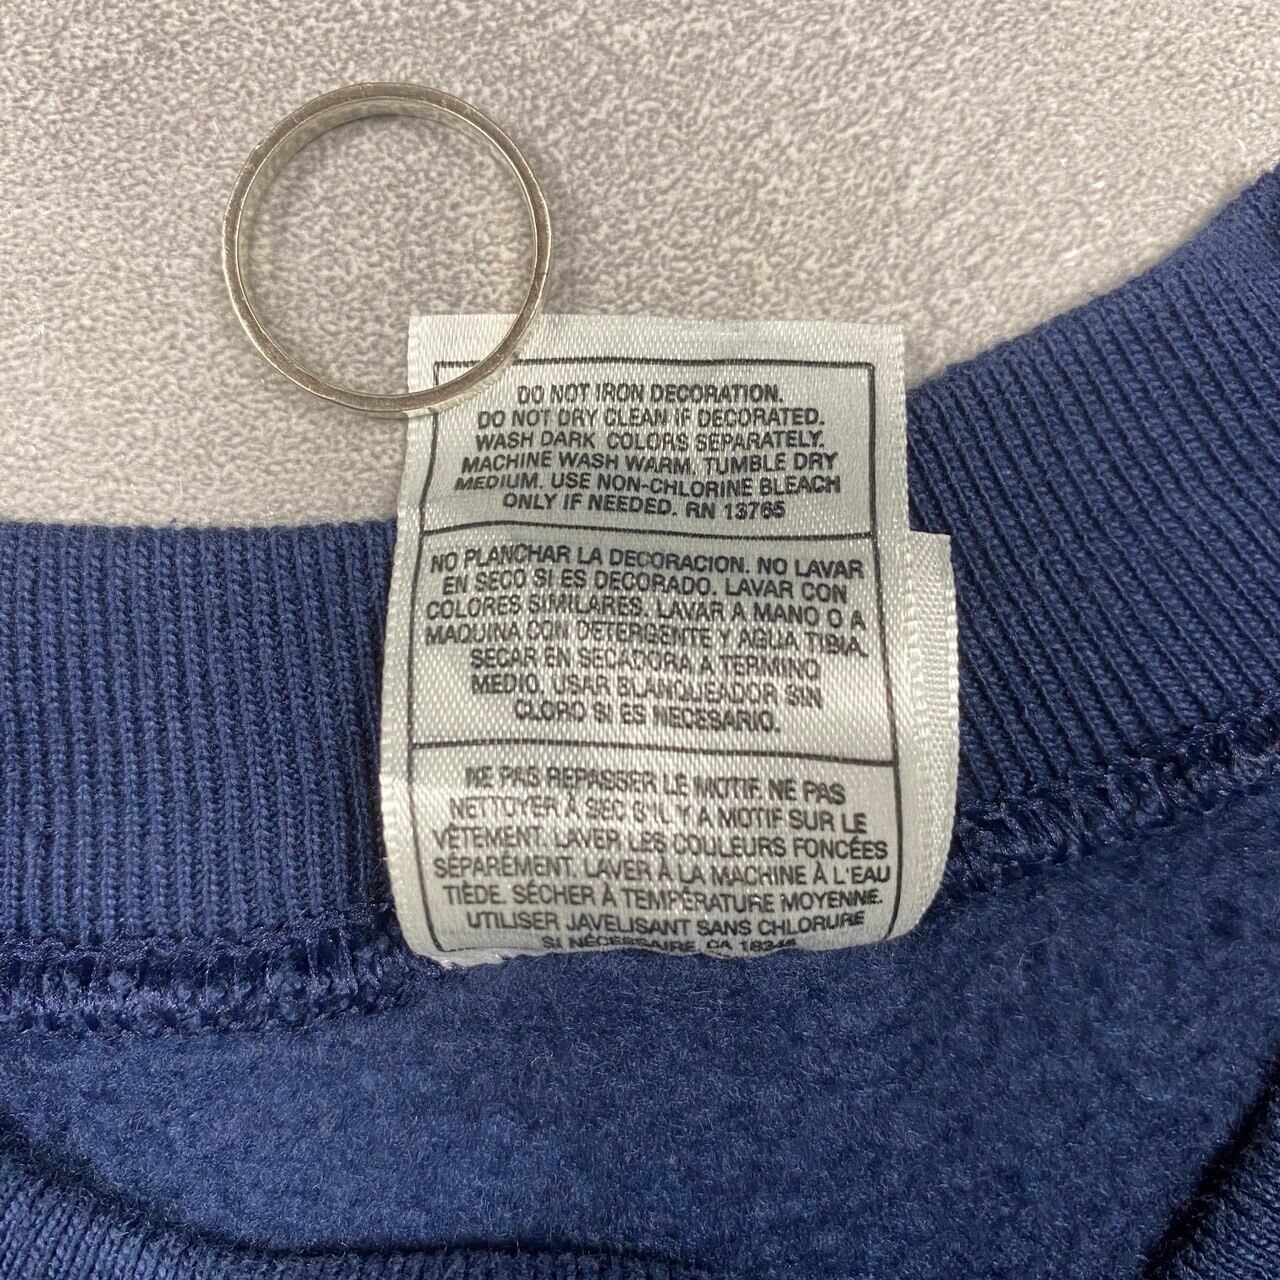 DO NOT IRON DECORATION.
DO NOT DRY CLEAN IF DECORATED.
WASH DARK COLORS SEPARATELY.
MACHINE WASH WARM. TUMBLE DRY
MEDIUM. USE NON-CHLORINE BLEACH
ONLY IF NEEDED. RN 13765
NO PLANCHAR LA DECORACION. NO LAVAR
EN SECO SI ES DECORADO. LAVAR CON
COLORES SIMILARES. LAVAR A MANO O A
MAQUINA CON DETERGENTE Y AGUA TIBIA.
SECAR EN SECADORA A TERMINO
MEDIO. USAR BLANQUEADOR SIN
CLORO SI ES NECESARIO.
NE PAS REPASSER LE MOTIF. NE PAS
NETTOYER À SEC S'IL Y A MOTIF SUR LE
VÊTEMENT. LAVER LES COULEURS FONCÉES
SÉPARÉMENT. LAVER À LA MACHINE À L'EAU
TIÈDE. SÉCHER À TEMPÉRATURE MOYENNE.
UTILISER JAVELISANT SANS CHLORURE
SI NÉCESSAIRE. CA